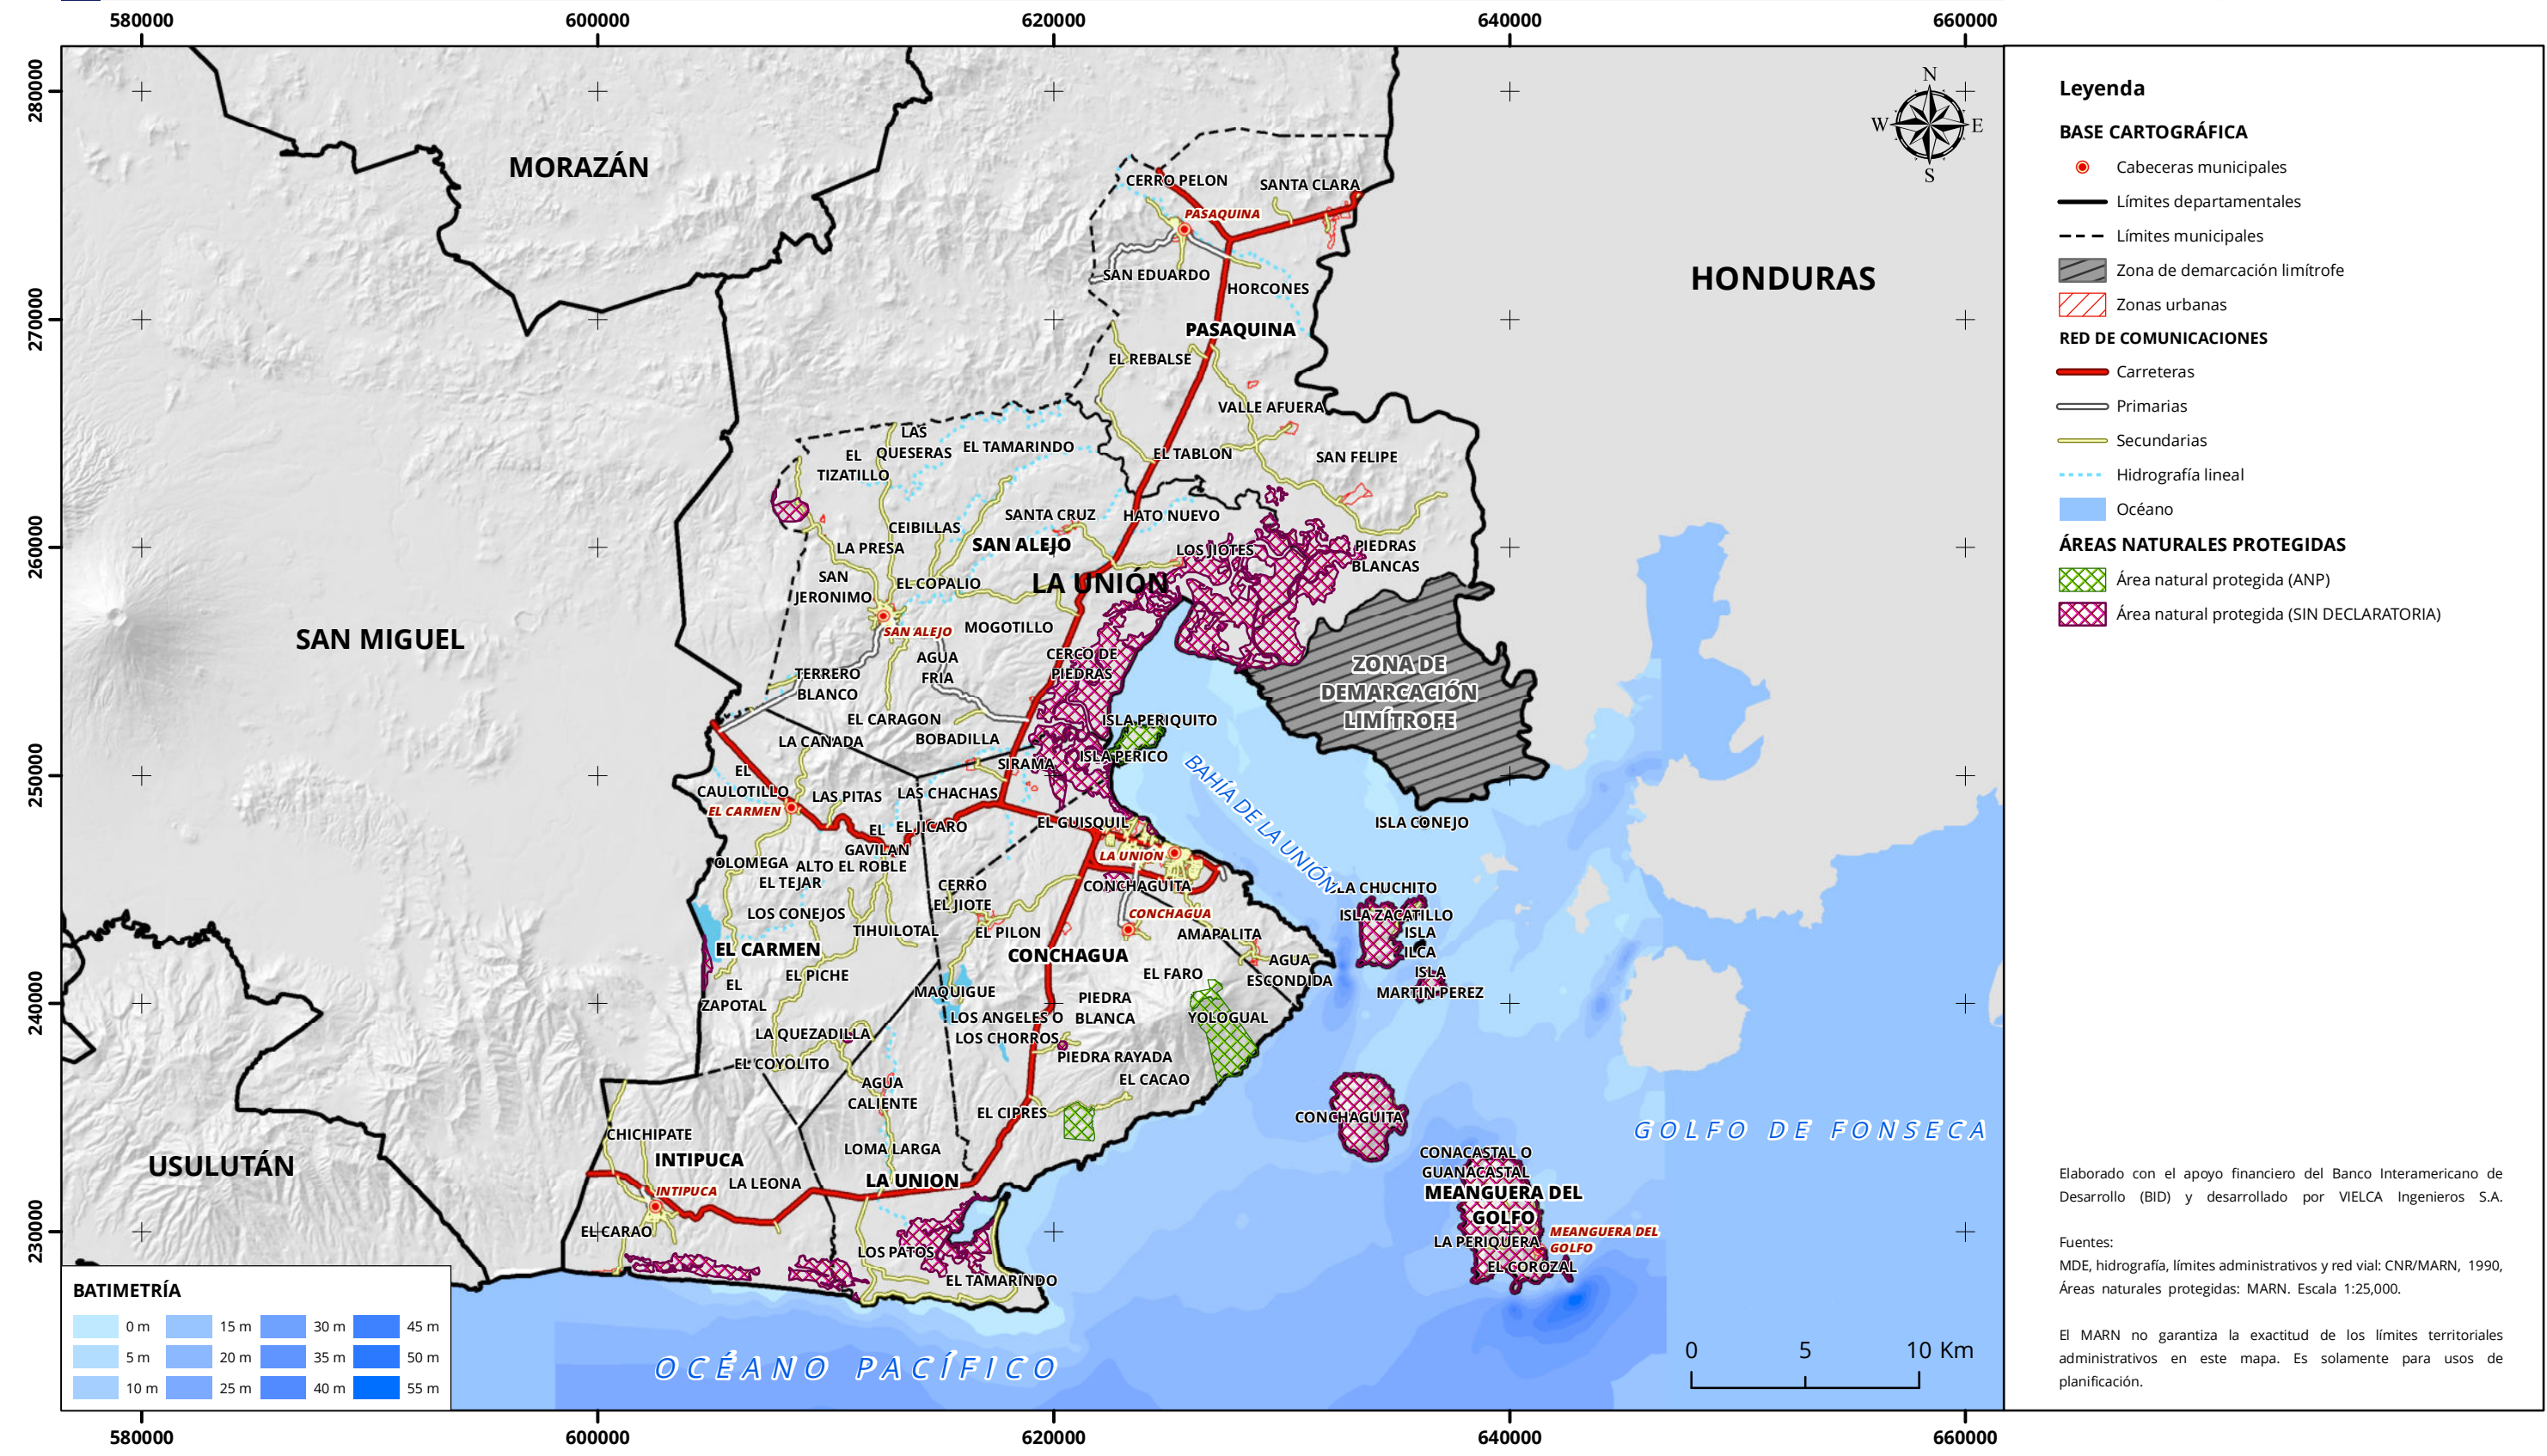 580000
600000
620000
640000
660000
280000
270000
260000
250000
240000
230000
N
W
E
S
MORAZÁN
HONDURAS
SAN MIGUEL
USULUTÁN
LA UNIÓN
CERRO PELON
SANTA CLARA
PASAQUINA
SAN EDUARDO
HORCONES
PASAQUINA
EL REBALSE
VALLE AFUERA
EL TABLON
SAN FELIPE
LAS
QUESERAS
EL TAMARINDO
EL
TIZATILLO
SANTA CRUZ
HATO NUEVO
CEIBILLAS
SAN ALEJO
LA PRESA
LOS JIOTES
PIEDRAS
BLANCAS
SAN
JERONIMO
EL COPALIO
SAN ALEJO
MOGOTILLO
AGUA
FRIA
CERCO DE
PIEDRAS
TERRERO
BLANCO
ZONA DE
DEMARCACIÓN
LIMÍTROFE
EL CARAGON
ISLA PERIQUITO
LA CAÑADA
BOBADILLA
ISLA PERICO
SIRAMA
BAHÍA DE LA UNIÓN
EL
CAULOTILLO
LAS PITAS
LAS CHACHAS
EL CARMEN
EL JICARO
EL GUISQUIL
ISLA CONEJO
EL
GAVILAN
OLOMEGA
ALTO EL ROBLE
LA UNION
EL TEJAR
CERRO
EL JIOTE
CONCHAGUITA
ISLA CHUCHITO
LOS CONEJOS
CONCHAGUA
ISLA ZACATILLO
TIHUILOTAL
EL PILON
AMAPALITA
ISLA
ILCA
EL CARMEN
CONCHAGUA
AGUA
ESCONDIDA
EL PICHE
EL FARO
ISLA
MARTIN PEREZ
EL
ZAPOTAL
MAQUIGUE
PIEDRA
BLANCA
LOS ANGELES O
LOS CHORROS
YOLOGUAL
LA QUEZADILLA
PIEDRA RAYADA
EL COYOLITO
EL CACAO
AGUA
CALIENTE
EL CIPRES
CONCHAGUITA
GOLFO DE FONSECA
CHICHIPATE
LOMA LARGA
CONACASTAL O
GUANACASTAL
INTIPUCA
LA LEONA
LA UNION
MEANGUERA DEL
GOLFO
INTIPUCA
EL CARAO
MEANGUERA DEL
GOLFO
LA PERIQUERA
LOS PATOS
EL COROZAL
EL TAMARINDO
OCÉANO PACÍFICO
BATIMETRÍA
0 m
15 m
30 m
45 m
5 m
20 m
35 m
50 m
10 m
25 m
40 m
55 m
0
5
10 Km
580000
600000
620000
640000
660000
Leyenda
BASE CARTOGRÁFICA
Cabeceras municipales
Límites departamentales
Límites municipales
Zona de demarcación limítrofe
Zonas urbanas
RED DE COMUNICACIONES
Carreteras
Primarias
Secundarias
Hidrografía lineal
Océano
ÁREAS NATURALES PROTEGIDAS
Área natural protegida (ANP)
Área natural protegida (SIN DECLARATORIA)
Elaborado con el apoyo financiero del Banco Interamericano de
Desarrollo (BID) y desarrollado por VIELCA Ingenieros S.A.
Fuentes:
MDE, hidrografía, límites administrativos y red vial: CNR/MARN, 1990,
Áreas naturales protegidas: MARN. Escala 1:25,000.
El MARN no garantiza la exactitud de los límites territoriales
administrativos en este mapa. Es solamente para usos de
planificación.